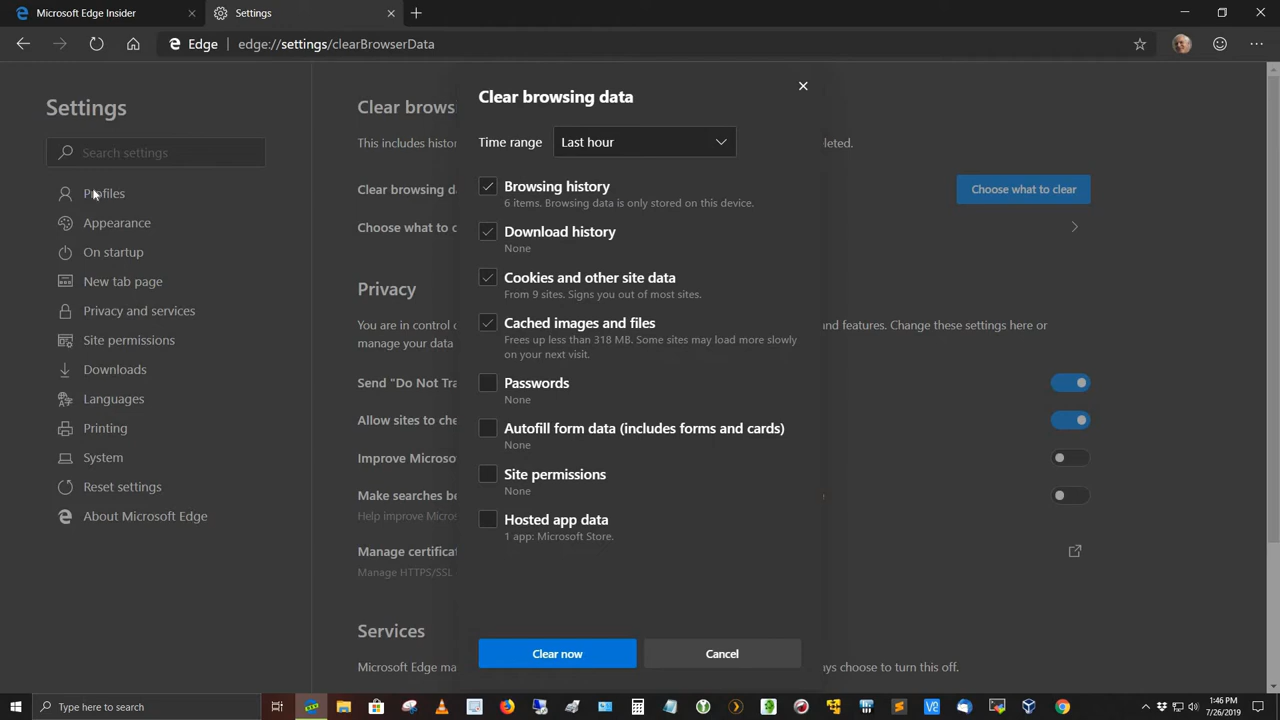 Microsoft Edge Insider
Settings
Edge
edge://settings/clearBrowserData
Settings
Search settings
Profiles
Appearance
On startup
New tab page
Privacy and services
Site permissions
Downloads
Languages
Printing
System
Reset settings
About Microsoft Edge
Clear brows
This includes histor
leted.
Clear browsing da
Choose what to clear
Choose what to c
Privacy
You are in control
and features. Change these settings here or
manage your data
Send "Do Not Tra
Allow sites to che
Improve Microso
Make searches be
Help improve Micros
Manage certificat
Manage HTTPS/SSL
Services
Microsoft Edge ma
ays choose to turn this off.
Clear browsing data
Time range
Last hour
Browsing history
6 items. Browsing data is only stored on this device.
Download history
None
Cookies and other site data
From 9 sites. Signs you out of most sites.
Cached images and files
Frees up less than 318 MB. Some sites may load more slowly
on your next visit.
Passwords
None
Autofill form data (includes forms and cards)
None
Site permissions
None
Hosted app data
1 app: Microsoft Store.
Clear now
Cancel
Type here to search
1:46 PM
7/26/2019